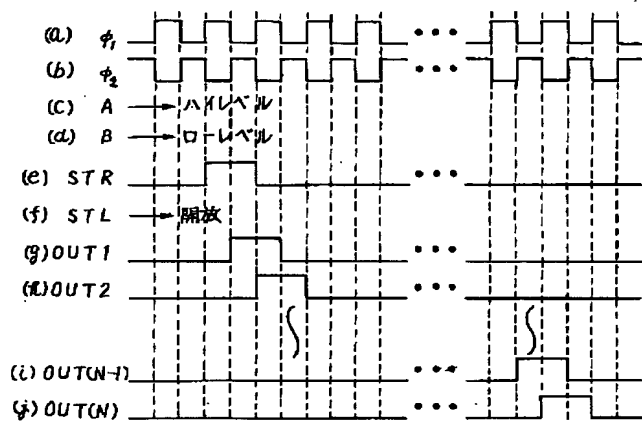 (a) φ₁ •••
(b) φ₂ •••
(c) A → ハイレベル
(d) B → ローレベル
(e) STR •••
(f) STL → 開放
(g) OUT1 •••
(h) OUT2 •••
(i) OUT(N-1) •••
(j) OUT(N) •••